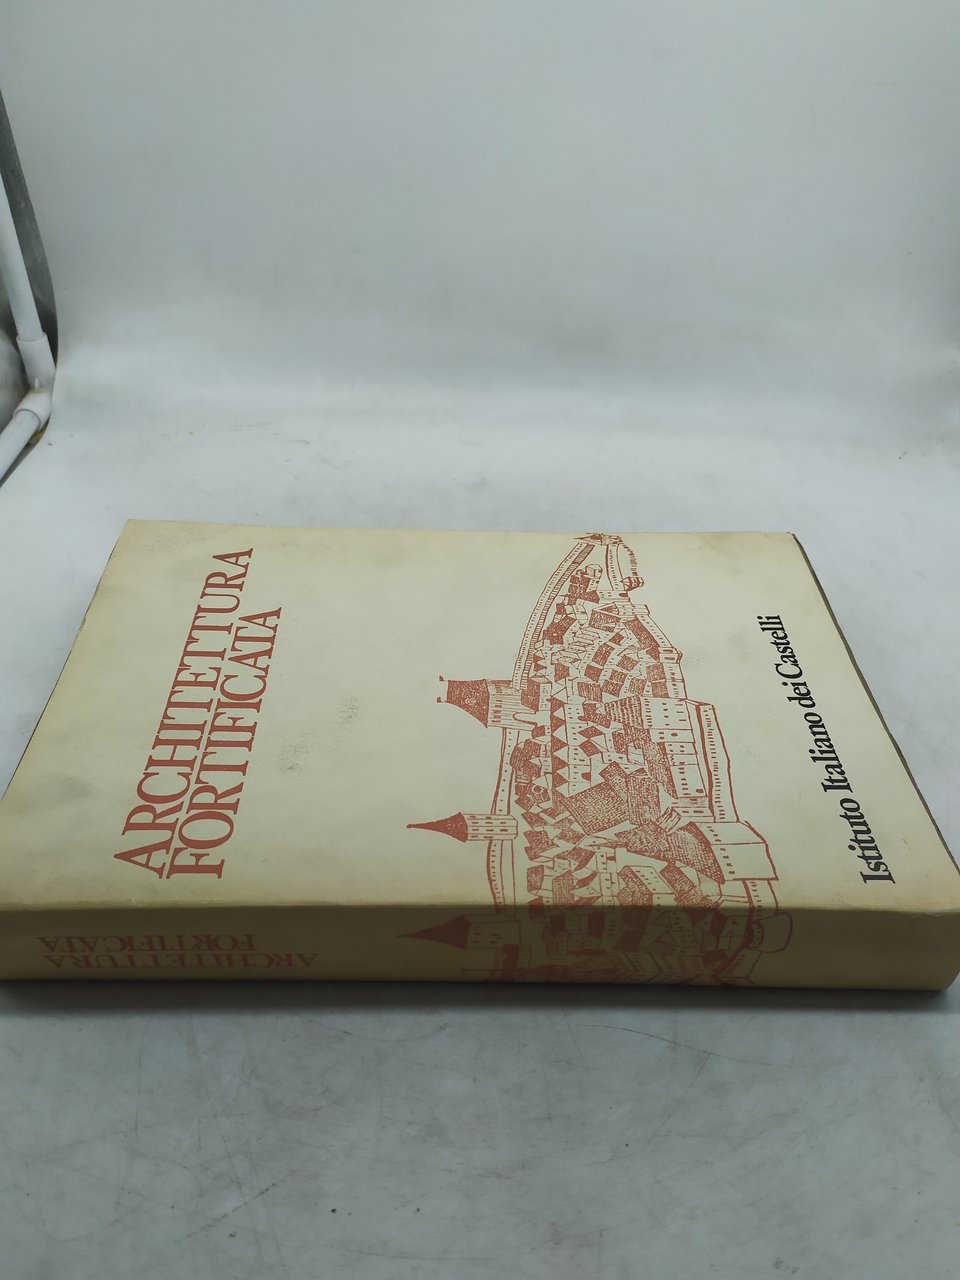 ARCHITETTURA
FORTIFICATA
Istituto Italiano dei Castelli
ARCHITETTURA
FORTIFICATA